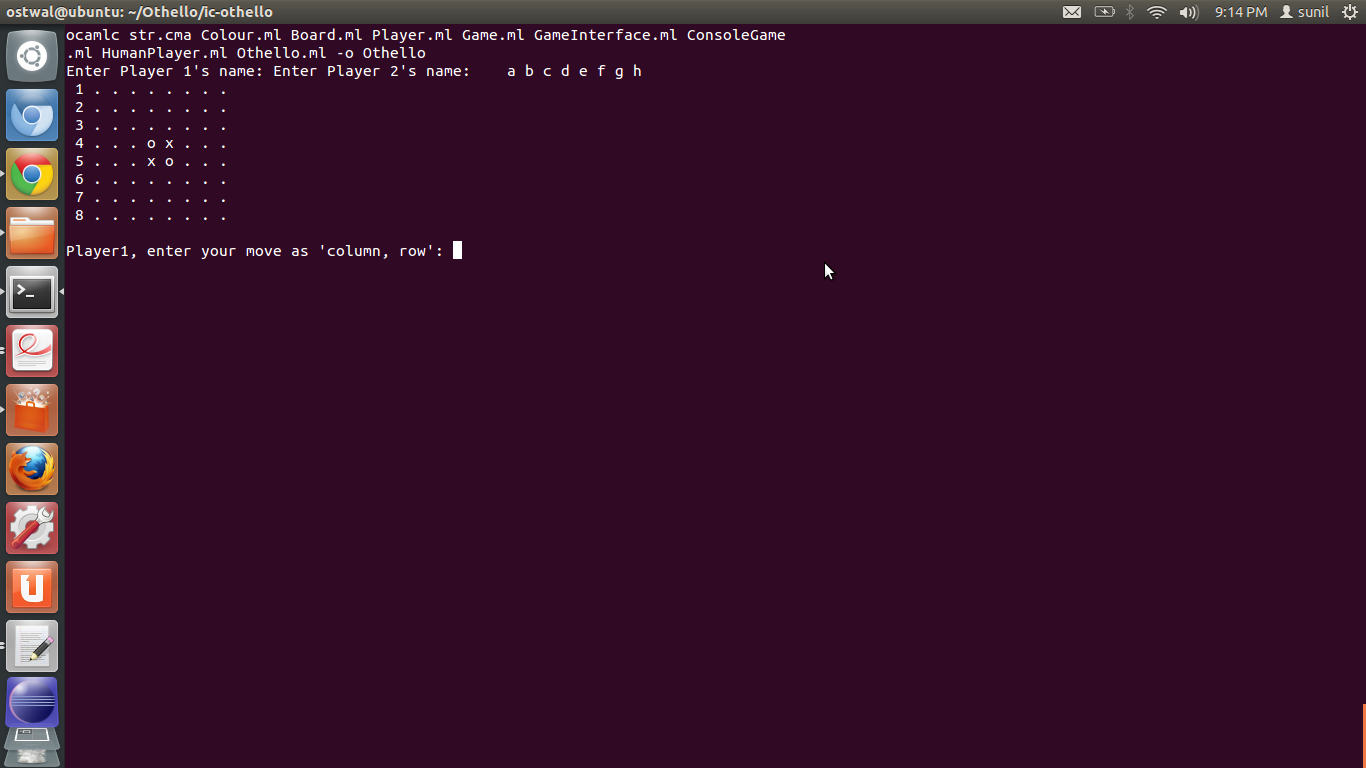 ostwal@ubuntu: ~/Othello/ic-othello
9:14 PM sunil
ocamlc str.cma Colour.ml Board.ml Player.ml Game.ml GameInterface.ml ConsoleGame
.ml HumanPlayer.ml Othello.ml -o Othello
Enter Player 1's name: Enter Player 2's name:    a b c d e f g h
1 . . . . . . . .
2 . . . . . . . .
3 . . . . . . . .
4 . . . o x . . .
5 . . . x o . . .
6 . . . . . . . .
7 . . . . . . . .
8 . . . . . . . .
Player1, enter your move as 'column, row':